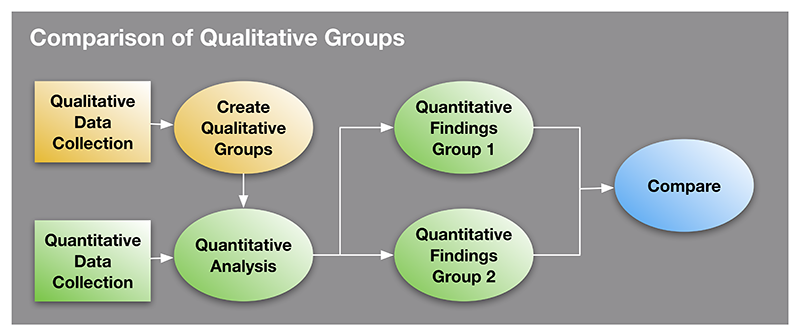 Comparison of Qualitative Groups
Qualitative
Data
Collection
Create
Qualitative
Groups
Quantitative
Findings
Group 1
Compare
Quantitative
Data
Collection
Quantitative
Analysis
Quantitative
Findings
Group 2